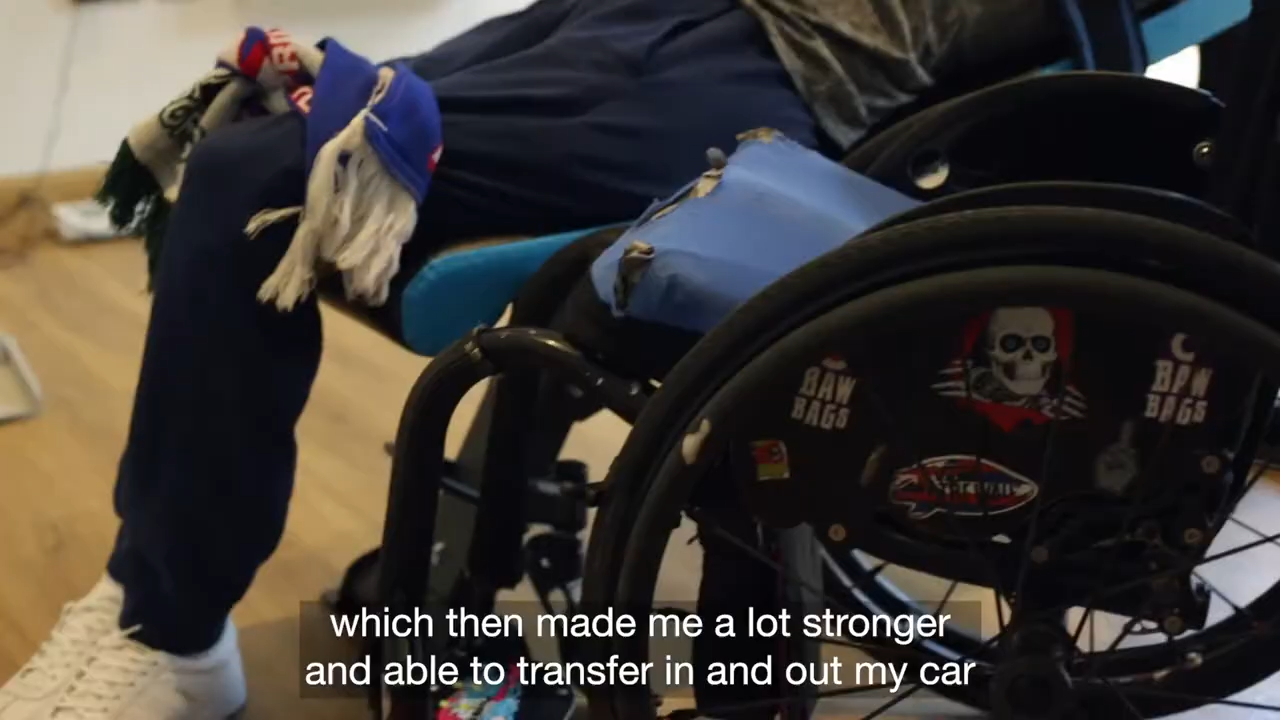 BAW
BAGS
BAW
BAGS
which then made me a lot stronger
and able to transfer in and out my car